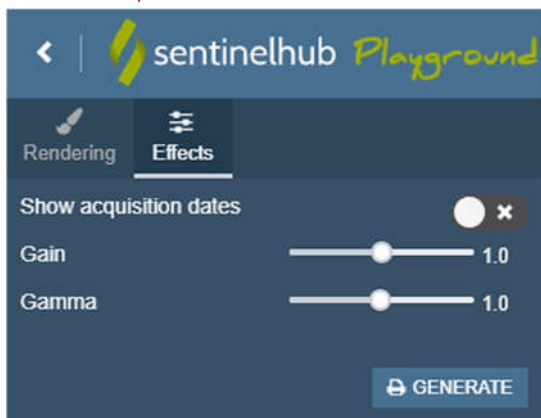 sentinelhub Playground
Rendering Effects
Show acquisition dates
Gain 1.0
Gamma 1.0
GENERATE